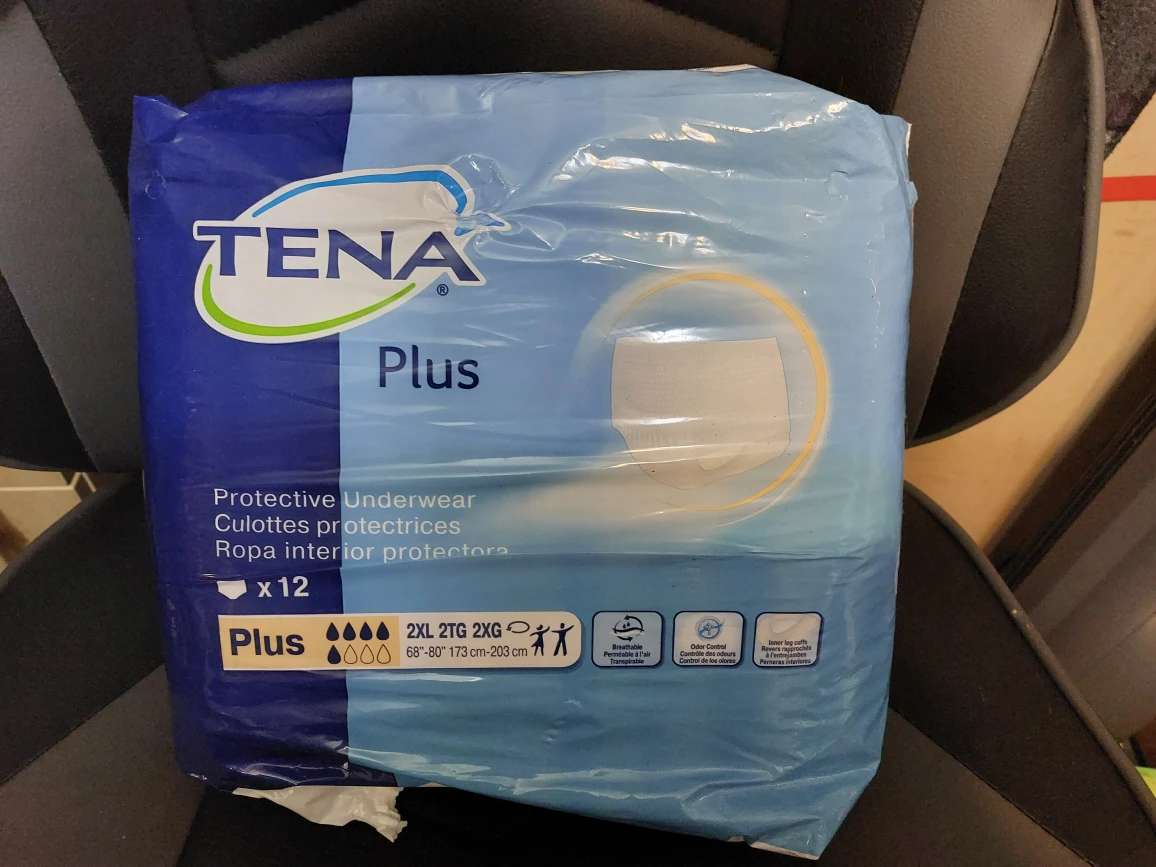 TENA
®
Plus
Protective Underwear
Culottes protectrices
Ropa interior protectora
x 12
Plus
2XL 2TG 2XG
68"-80" 173 cm-203 cm
Breathable
Perméable à l'air
Transpirable
Odor Control
Contrôle des odeurs
Control de los olores
Inner leg cuffs
Revers rapprochés
à l'entrejambes
Perneras interiores